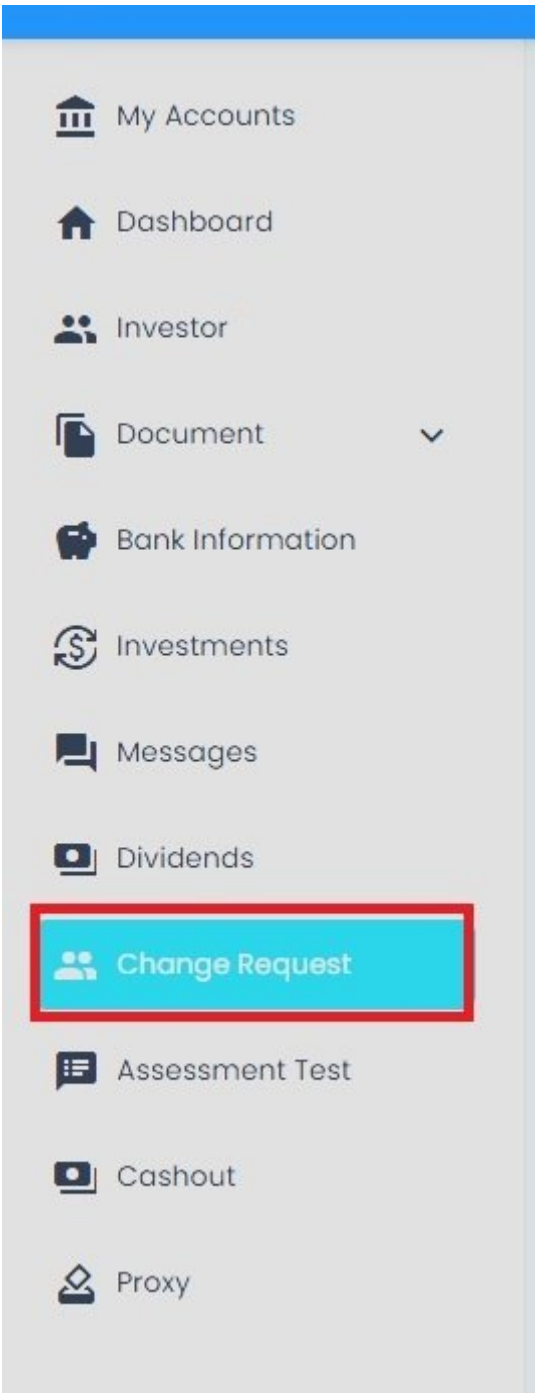 My Accounts
Dashboard
Investor
Document
Bank Information
Investments
Messages
Dividends
Change Request
Assessment Test
Cashout
Proxy